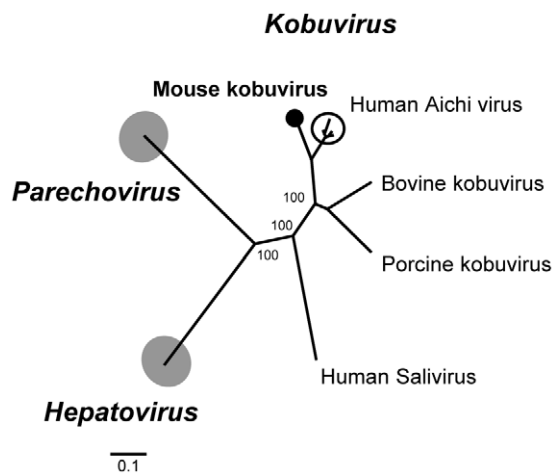 Kobuvirus
Mouse kobuvirus
Human Aichi virus
Parechovirus
Bovine kobuvirus
100
100
100
Porcine kobuvirus
Human Salivirus
Hepatovirus
0.1